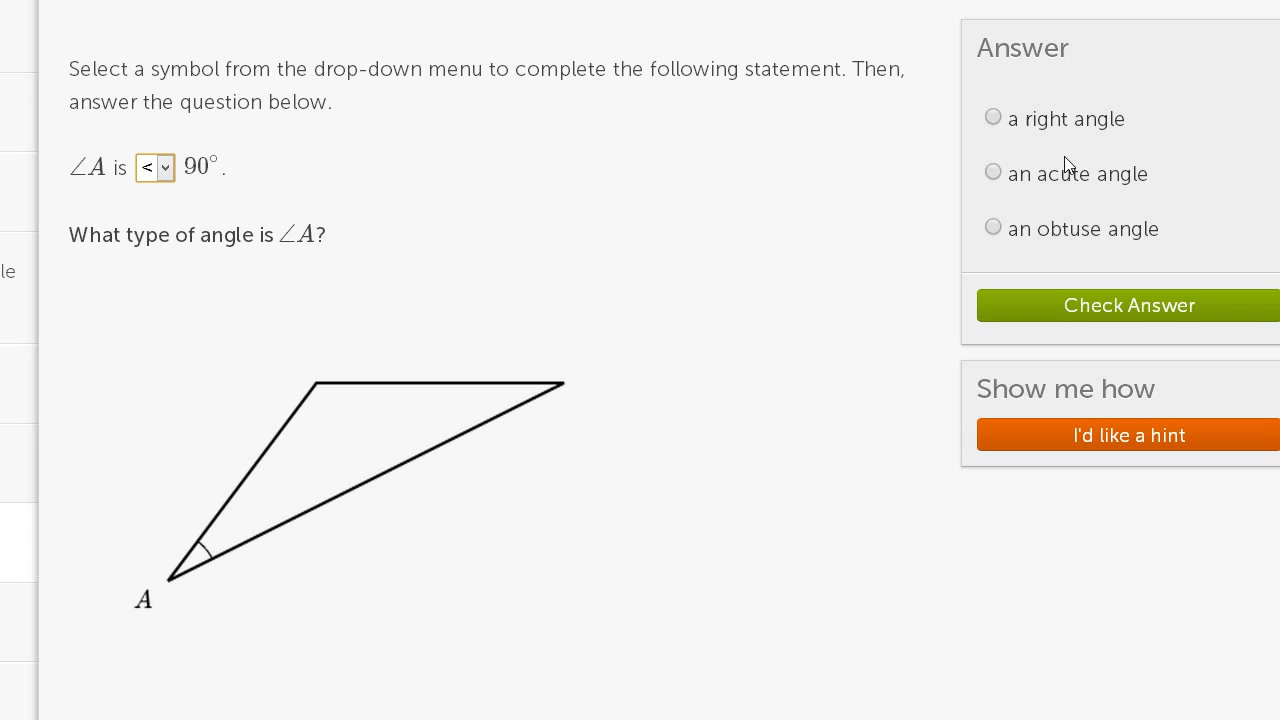 Select a symbol from the drop-down menu to complete the following statement. Then,
answer the question below.
∠A is < 90°.
What type of angle is ∠A?
le
A
Answer
a right angle
an acute angle
an obtuse angle
Check Answer
Show me how
I'd like a hint